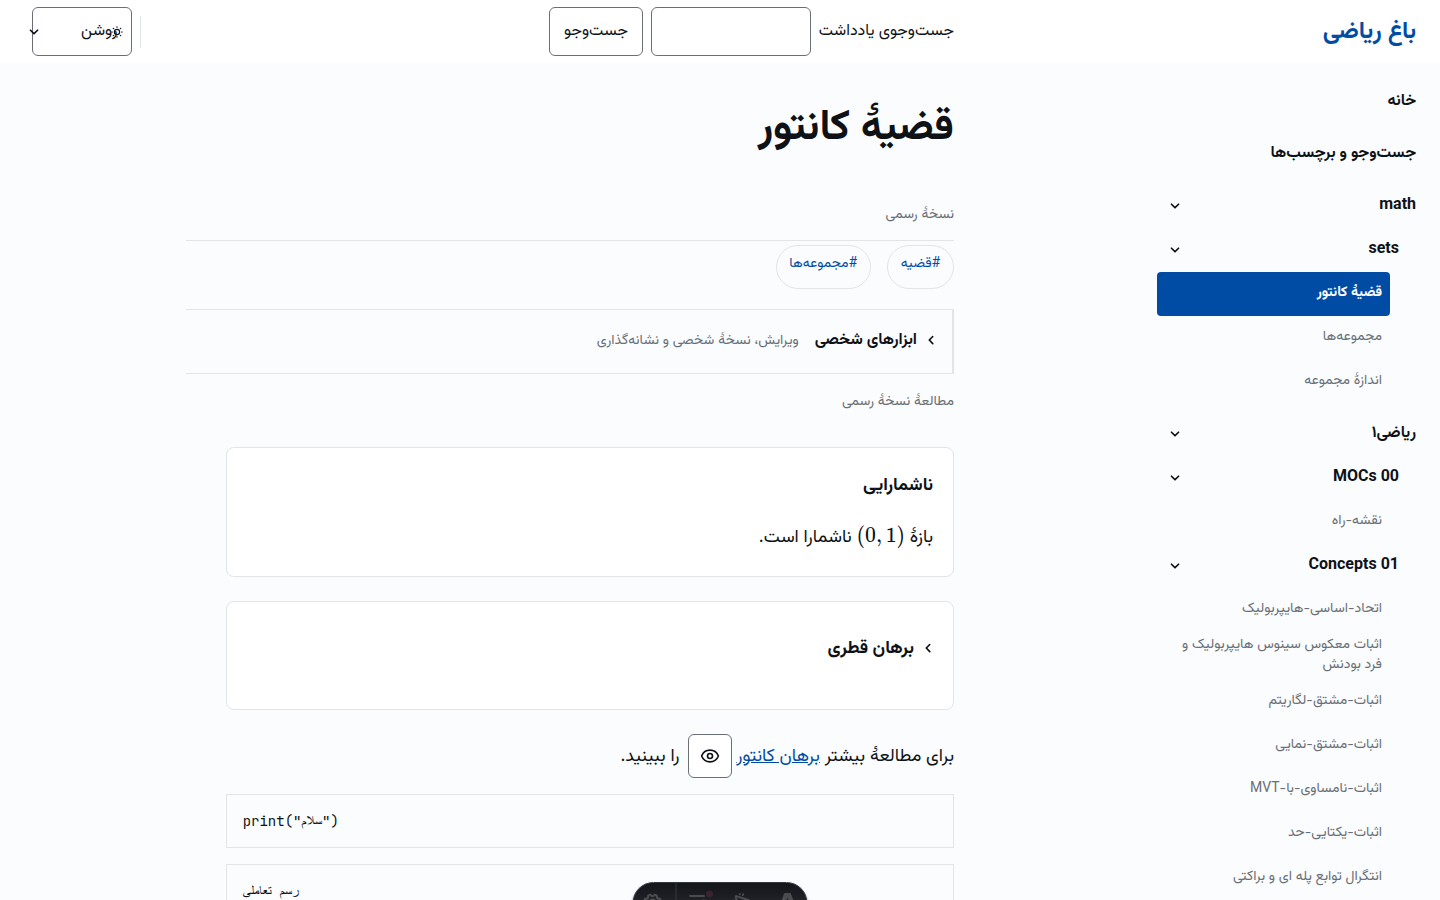 باغ ریاضی
جست‌وجوی یادداشت
جست‌وجو
روشن
خانه
جست‌وجو و برچسب‌ها
math
sets
قضیهٔ کانتور
مجموعه‌ها
اندازهٔ مجموعه
ریاضی۱
MOCs 00
نقشه-راه
Concepts 01
اتحاد-اساسی-هایپربولیک
اثبات معکوس سینوس هایپربولیک و
فرد بودنش
اثبات-مشتق-لگاریتم
اثبات-مشتق-نمایی
اثبات-نامساوی-با-MVT
اثبات-یکتایی-حد
انتگرال توابع پله ای و براکتی
قضیهٔ کانتور
نسخهٔ رسمی
#قضیه
#مجموعه‌ها
ابزارهای شخصی ویرایش، نسخهٔ شخصی و نشانه‌گذاری
مطالعهٔ نسخهٔ رسمی
ناشمارایی
بازهٔ (0, 1) ناشمارا است.
برهان قطری
برای مطالعهٔ بیشتر برهان کانتور را ببینید.
print("سلام")
رسم تعاملی